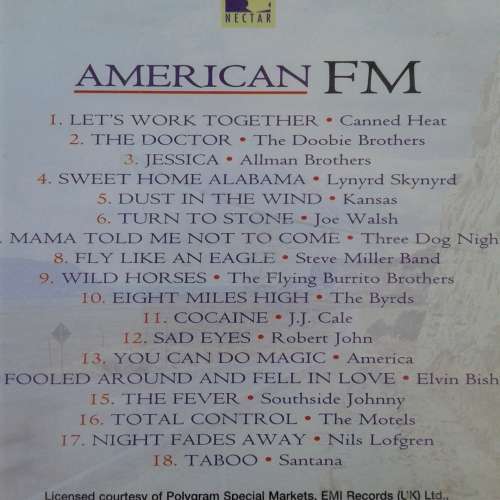 NECTAR
AMERICAN FM
1. LET'S WORK TOGETHER • Canned Heat
2. THE DOCTOR • The Doobie Brothers
3. JESSICA • Allman Brothers
4. SWEET HOME ALABAMA • Lynyrd Skynyrd
5. DUST IN THE WIND • Kansas
6. TURN TO STONE • Joe Walsh
. MAMA TOLD ME NOT TO COME • Three Dog Nigh
8. FLY LIKE AN EAGLE • Steve Miller Band
9. WILD HORSES • The Flying Burrito Brothers
10. EIGHT MILES HIGH • The Byrds
11. COCAINE • J.J. Cale
12. SAD EYES • Robert John
13. YOU CAN DO MAGIC • America
FOOLED AROUND AND FELL IN LOVE • Elvin Bish
15. THE FEVER • Southside Johnny
16. TOTAL CONTROL • The Motels
17. NIGHT FADES AWAY • Nils Lofgren
18. TABOO • Santana
Licensed courtesy of Polygram Special Markets, EMI Records (UK) Ltd.,